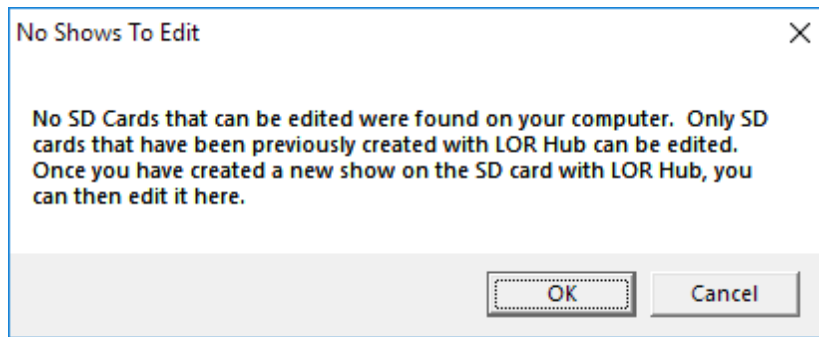 No Shows To Edit
No SD Cards that can be edited were found on your computer.  Only SD
cards that have been previously created with LOR Hub can be edited.
Once you have created a new show on the SD card with LOR Hub, you
can then edit it here.
OK
Cancel